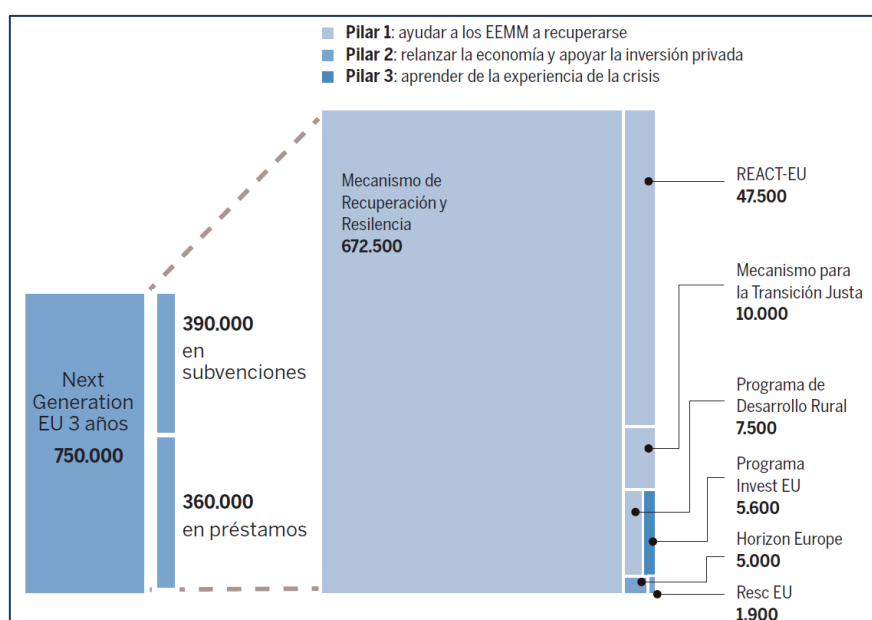 Pilar 1: ayudar a los EEMM a recuperarse
Pilar 2: relanzar la economía y apoyar la inversión privada
Pilar 3: aprender de la experiencia de la crisis
Next
Generation
EU 3 años
750.000
390.000
en
subvenciones
360.000
en préstamos
Mecanismo de
Recuperación y
Resilencia
672.500
REACT-EU
47.500
Mecanismo para
la Transición Justa
10.000
Programa de
Desarrollo Rural
7.500
Programa
Invest EU
5.600
Horizon Europe
5.000
Resc EU
1.900